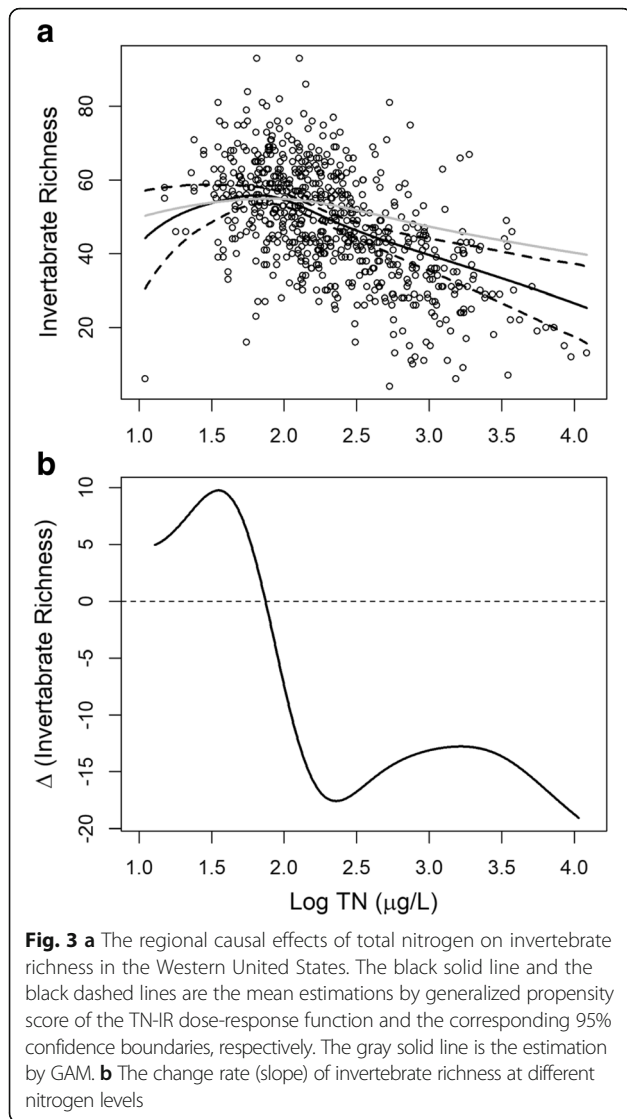 a
Invertabrate Richness
80
60
40
20
1.0 1.5 2.0 2.5 3.0 3.5 4.0
b
Δ (Invertabrate Richness)
10
5
0
-5
-10
-15
-20
1.0 1.5 2.0 2.5 3.0 3.5 4.0
Log TN (μg/L)
Fig. 3 a The regional causal effects of total nitrogen on invertebrate
richness in the Western United States. The black solid line and the
black dashed lines are the mean estimations by generalized propensity
score of the TN-IR dose-response function and the corresponding 95%
confidence boundaries, respectively. The gray solid line is the estimation
by GAM. b The change rate (slope) of invertebrate richness at different
nitrogen levels